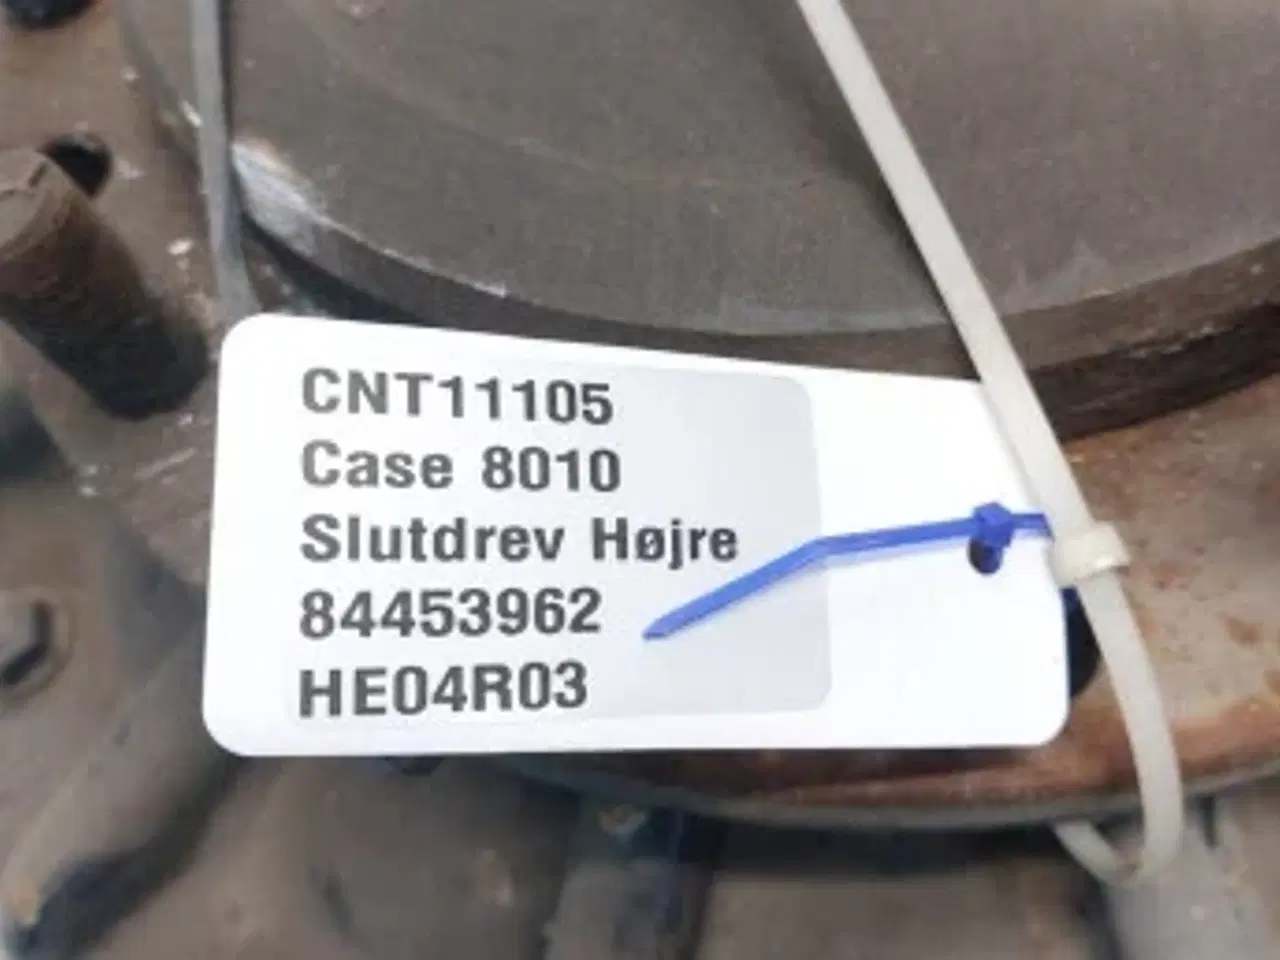 CNT11105
Case 8010
Slutdrev Højre
84453962
HE04R03